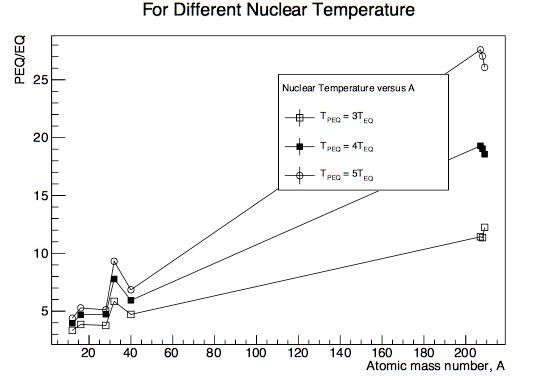 For Different Nuclear Temperature
PEQ/EQ
25
20
15
10
5
Nuclear Temperature versus A
T_PEQ = 3T_EQ
T_PEQ = 4T_EQ
T_PEQ = 5T_EQ
20 40 60 80 100 120 140 160 180 200
Atomic mass number, A